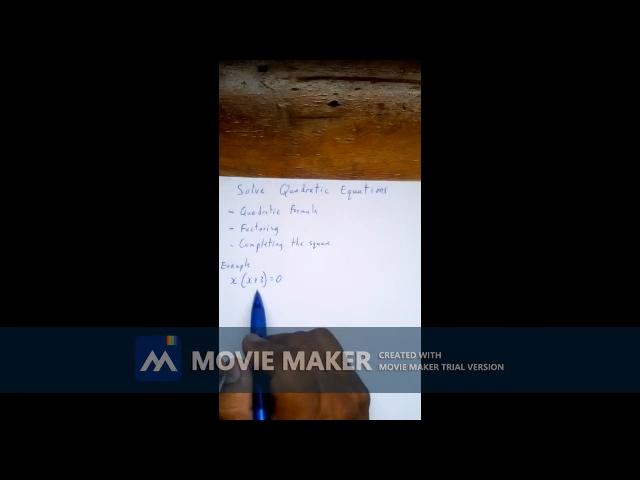 Solve Quadratic Equations
- Quadratic Formula
- Factoring
- Completing the square
Example
x(x+3)=0
MOVIE MAKER
CREATED WITH
MOVIE MAKER TRIAL VERSION